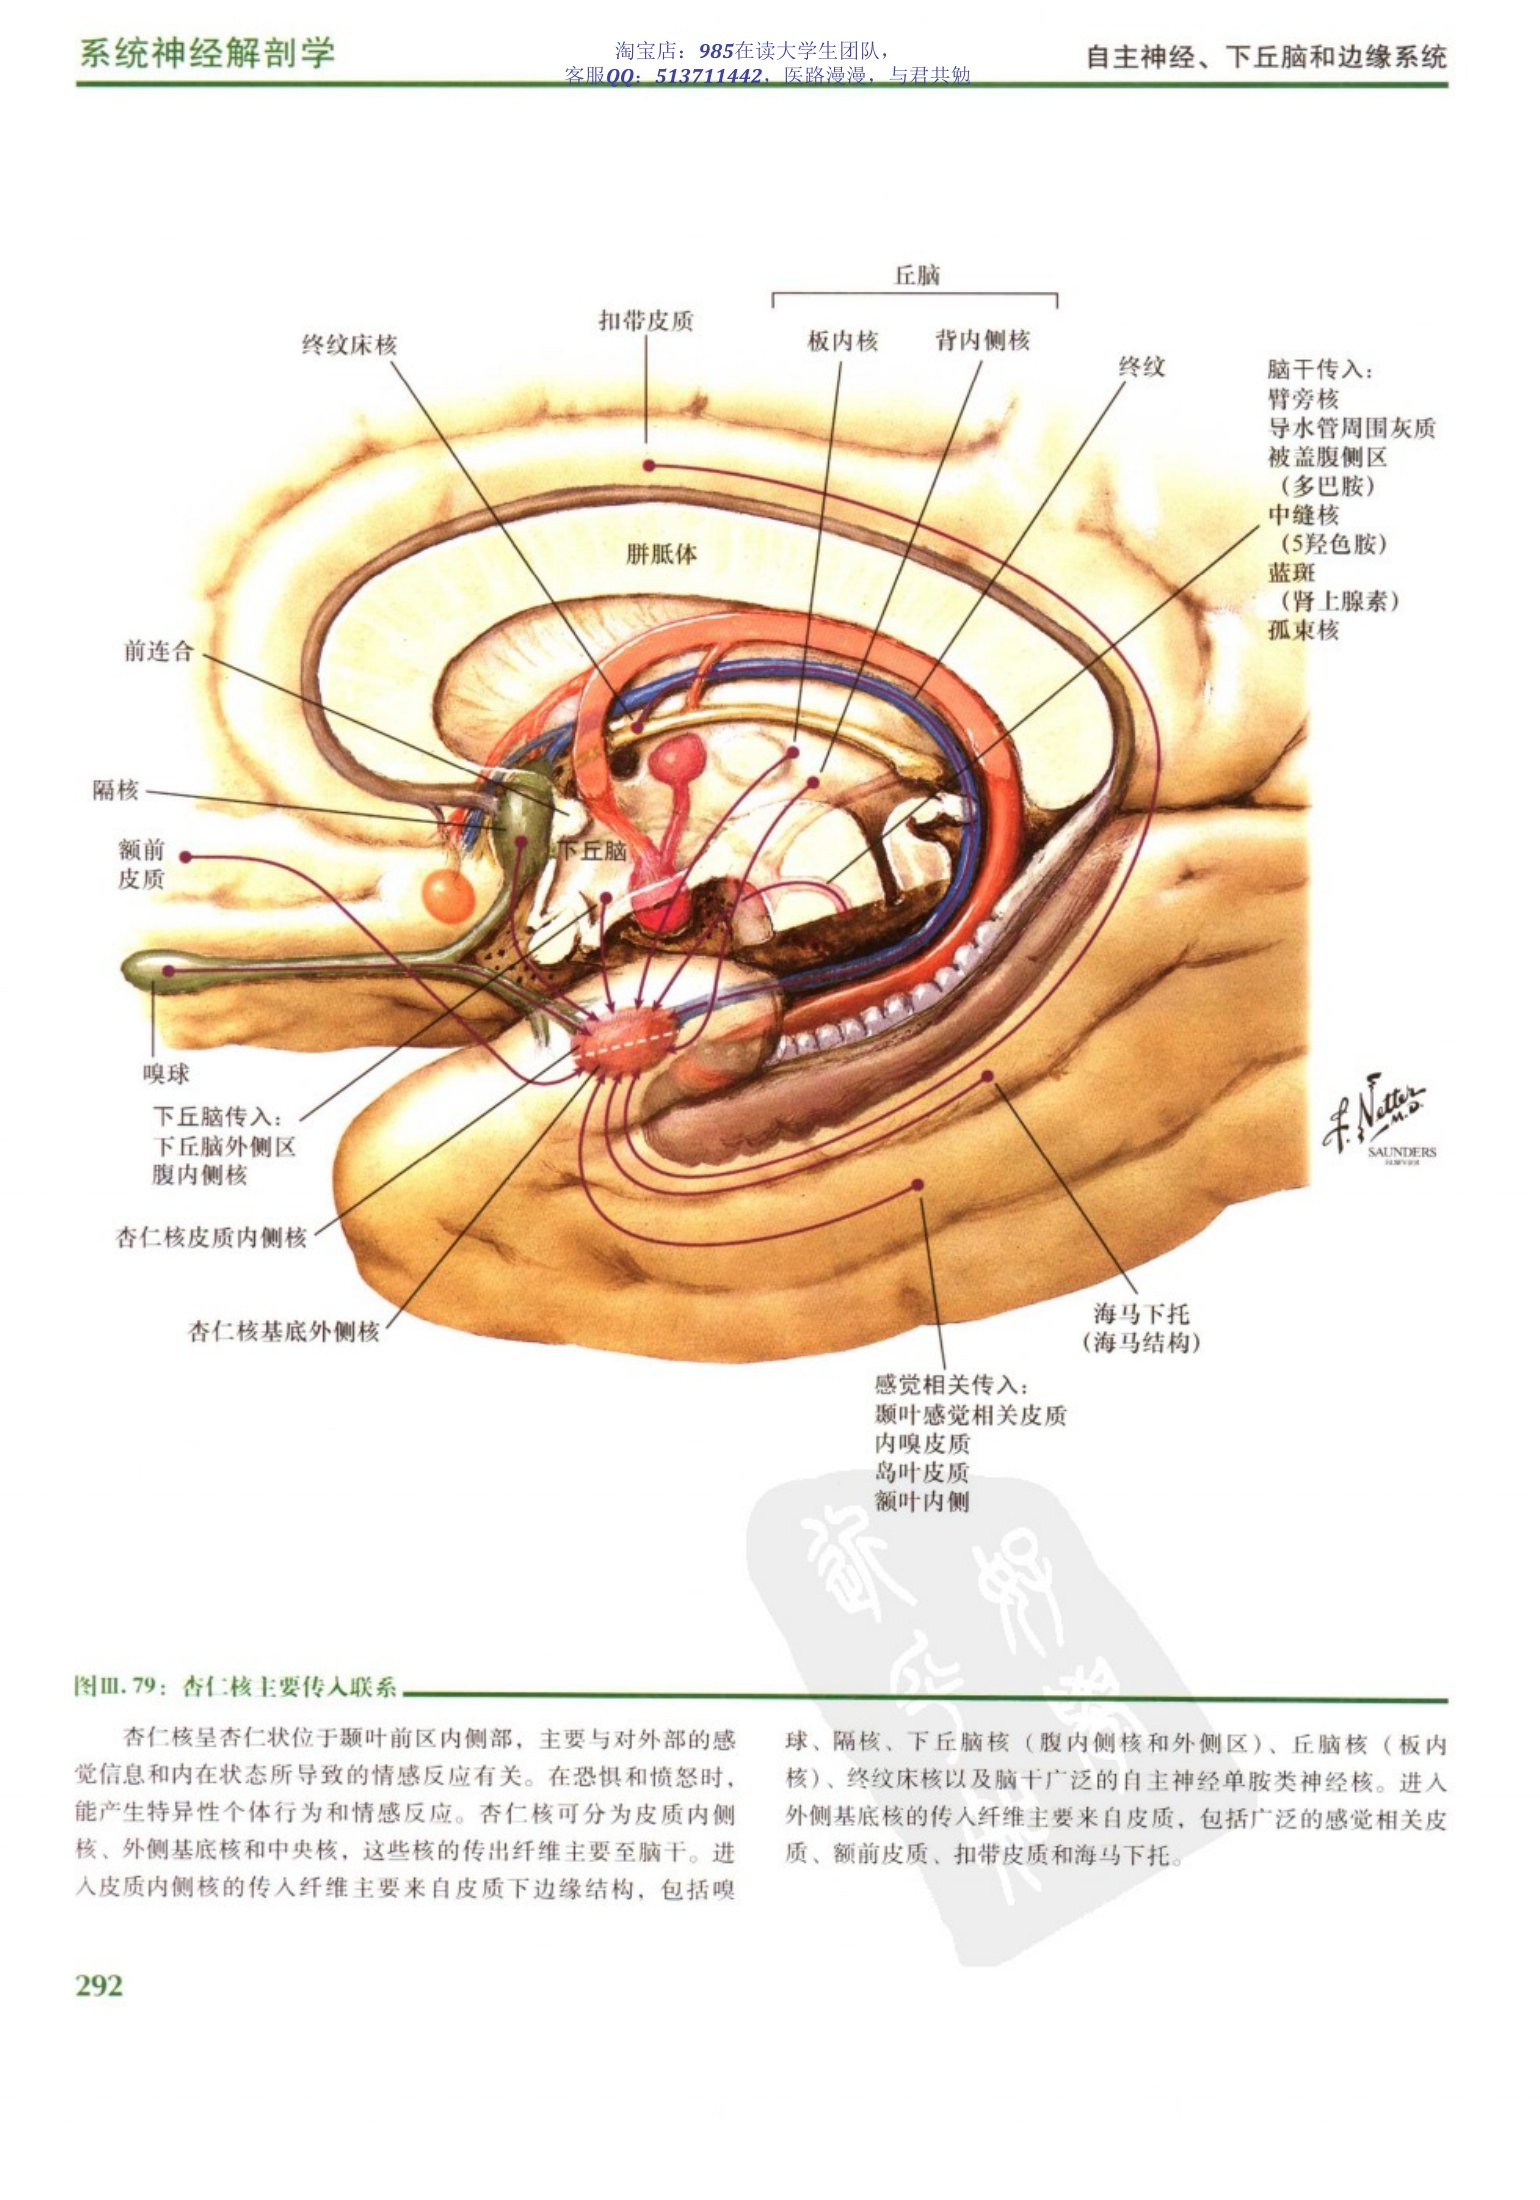 系统神经解剖学
淘宝店：985在读大学生团队，
客服QQ：513711442，医路漫漫，与君共勉
自主神经、下丘脑和边缘系统
丘脑
扣带皮质
终纹床核
板内核
背内侧核
终纹
脑干传入：
臂旁核
导水管周围灰质
被盖腹侧区
（多巴胺）
中缝核
（5羟色胺）
蓝斑
（肾上腺素）
孤束核
胼胝体
前连合
隔核
额前
皮质
下丘脑
嗅球
下丘脑传入：
下丘脑外侧区
腹内侧核
杏仁核皮质内侧核
杏仁核基底外侧核
海马下托
（海马结构）
感觉相关传入：
颞叶感觉相关皮质
内嗅皮质
岛叶皮质
额叶内侧
F. Netter M.D.
SAUNDERS
图Ⅲ.79：杏仁核主要传入联系
杏仁核呈杏仁状位于颞叶前区内侧部，主要与对外部的感
觉信息和内在状态所导致的情感反应有关。在恐惧和愤怒时，
能产生特异性个体行为和情感反应。杏仁核可分为皮质内侧
核、外侧基底核和中央核，这些核的传出纤维主要至脑干。进
入皮质内侧核的传入纤维主要来自皮质下边缘结构，包括嗅
球、隔核、下丘脑核（腹内侧核和外侧区）、丘脑核（板内
核）、终纹床核以及脑干广泛的自主神经单胺类神经核。进入
外侧基底核的传入纤维主要来自皮质，包括广泛的感觉相关皮
质、额前皮质、扣带皮质和海马下托。
292